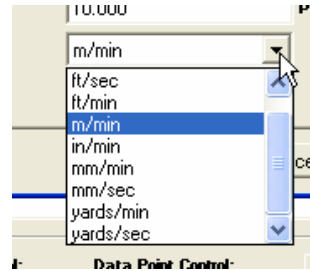 10.000
m/min
ft/sec
ft/min
m/min
in/min
mm/min
mm/sec
yards/min
yards/sec
Data Point Control: